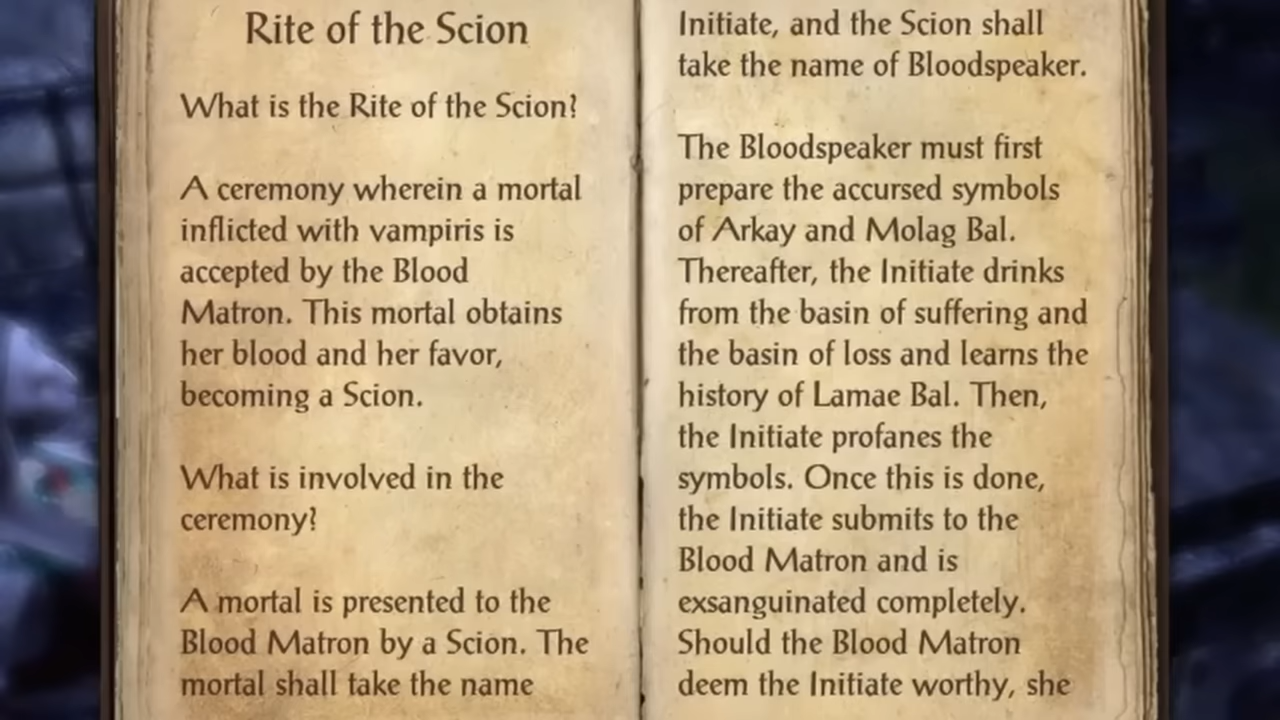 Rite of the Scion
What is the Rite of the Scion?
A ceremony wherein a mortal
inflicted with vampiris is
accepted by the Blood
Matron. This mortal obtains
her blood and her favor,
becoming a Scion.
What is involved in the
ceremony?
A mortal is presented to the
Blood Matron by a Scion. The
mortal shall take the name
Initiate, and the Scion shall
take the name of Bloodspeaker.
The Bloodspeaker must first
prepare the accursed symbols
of Arkay and Molag Bal.
Thereafter, the Initiate drinks
from the basin of suffering and
the basin of loss and learns the
history of Lamae Bal. Then,
the Initiate profanes the
symbols. Once this is done,
the Initiate submits to the
Blood Matron and is
exsanguinated completely.
Should the Blood Matron
deem the Initiate worthy, she